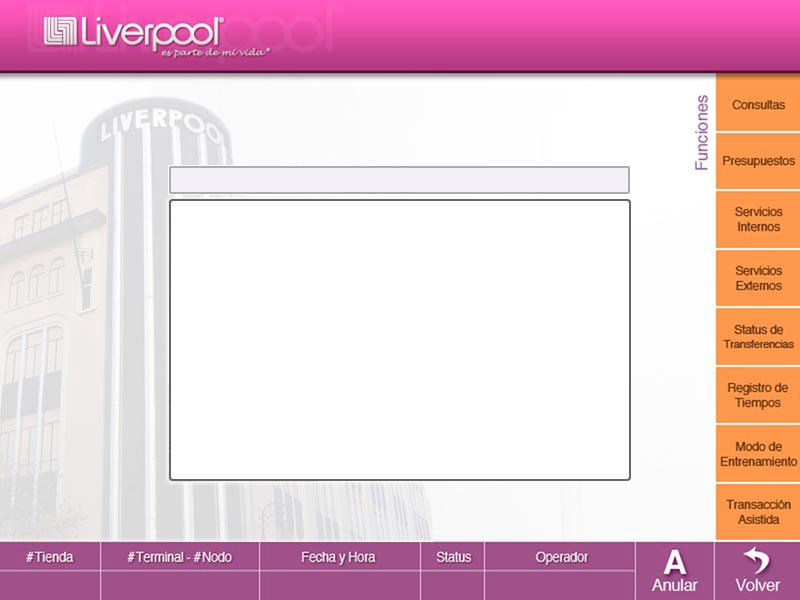 Liverpool®
es parte de mi vida*
LIVERPOOL
Funciones
Consultas
Presupuestos
Servicios
Internos
Servicios
Externos
Status de
Transferencias
Registro de
Tiempos
Modo de
Entrenamiento
Transacción
Asistida
#Tienda
#Terminal - #Nodo
Fecha y Hora
Status
Operador
A
Anular
Volver